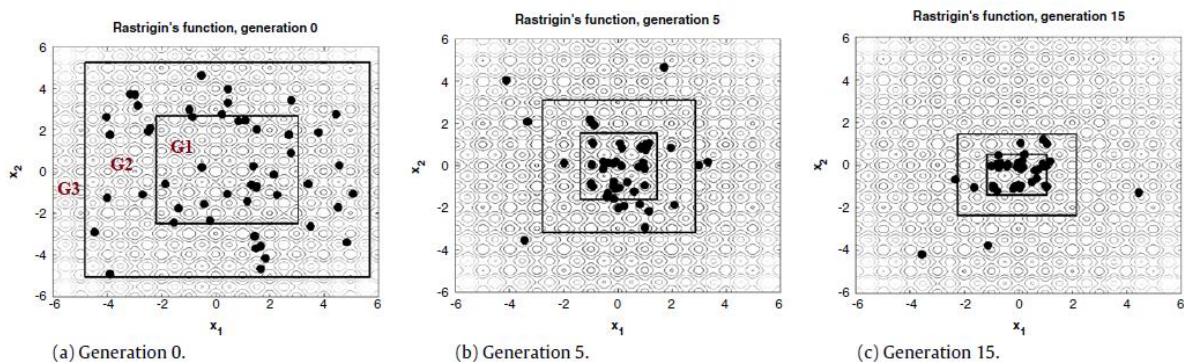 Rastrigin's function, generation 0
6
4
2
0
-2
-4
-6
x2
G1
G2
G3
-6
-4
-2
0
2
4
6
x1
(a) Generation 0.
Rastrigin's function, generation 5
6
4
2
0
-2
-4
-6
x2
-6
-4
-2
0
2
4
6
x1
(b) Generation 5.
Rastrigin's function, generation 15
6
4
2
0
-2
-4
-6
x2
-6
-4
-2
0
2
4
6
x1
(c) Generation 15.